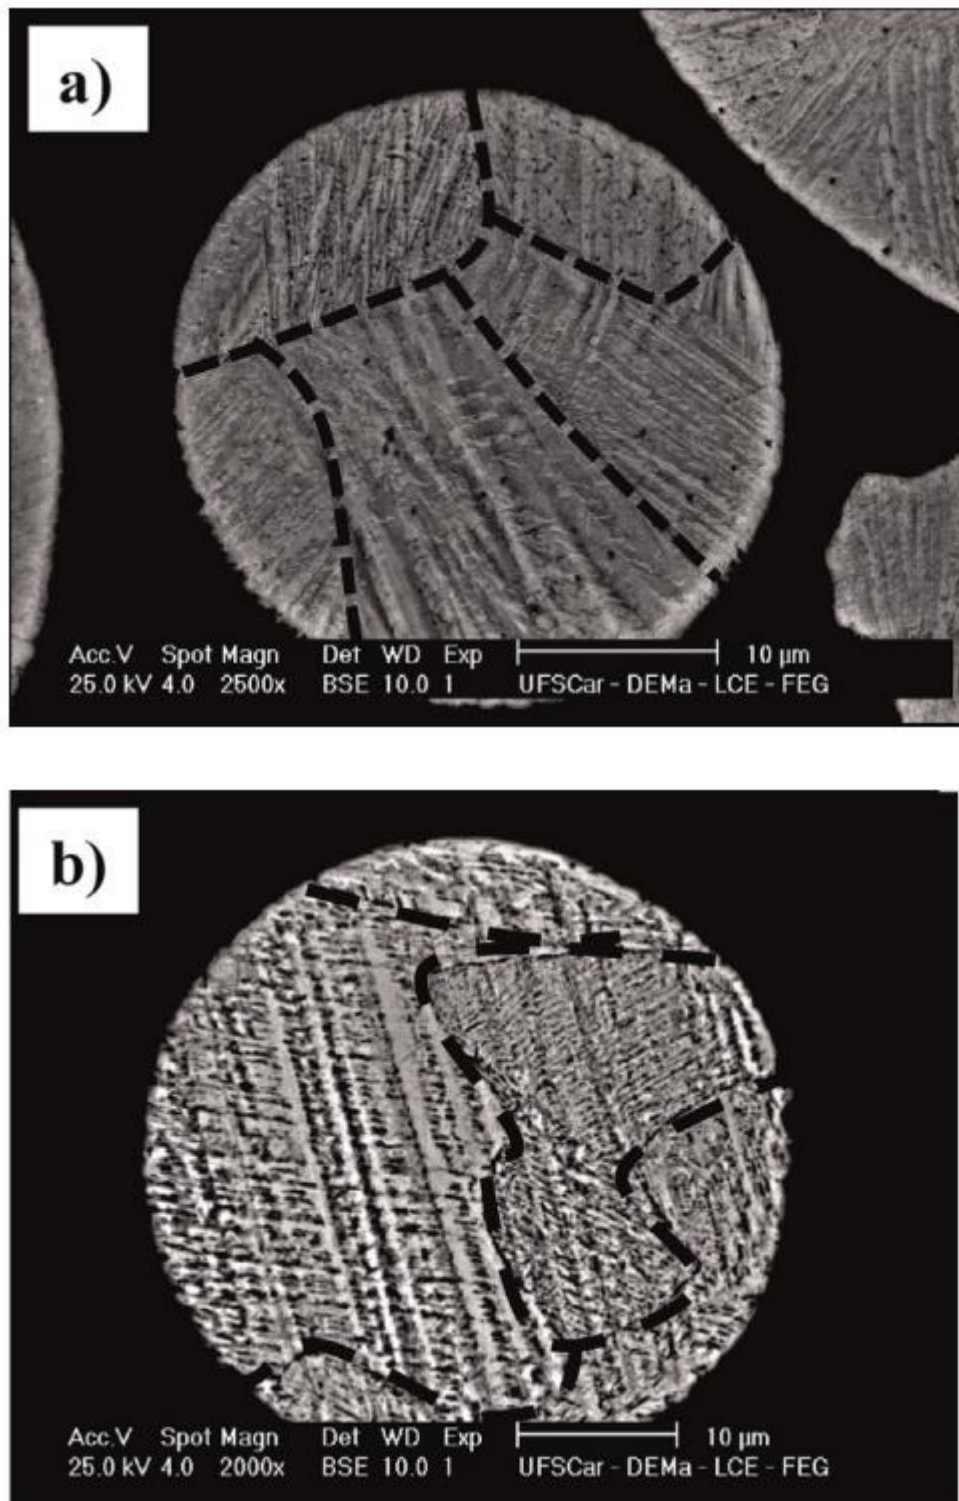 a)
Acc.V Spot Magn Det WD Exp 10 µm
25.0 kV 4.0 2500x BSE 10.0 1 UFSCar - DEMa - LCE - FEG
b)
Acc.V Spot Magn Det WD Exp 10 µm
25.0 kV 4.0 2000x BSE 10.0 1 UFSCar - DEMa - LCE - FEG